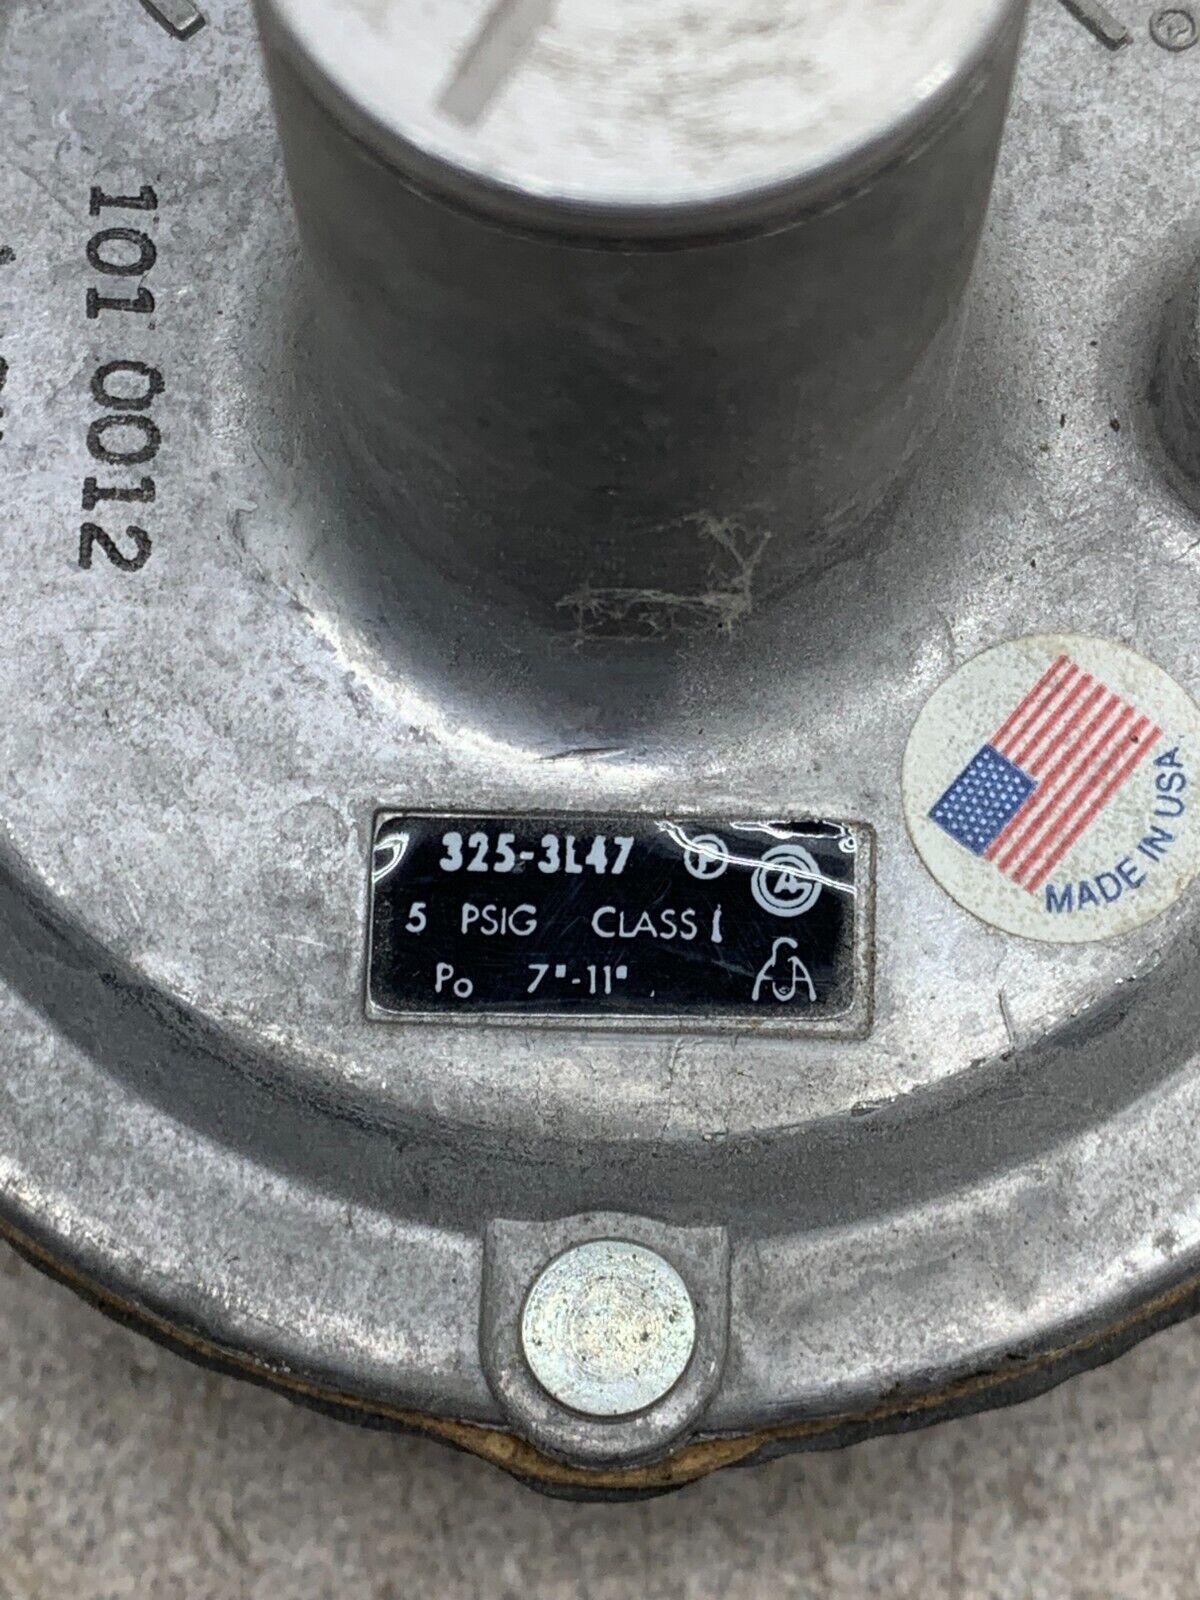 101 0012
325-3L47 P
5 PSIG CLASS I
Po 7"-11"
MADE IN USA